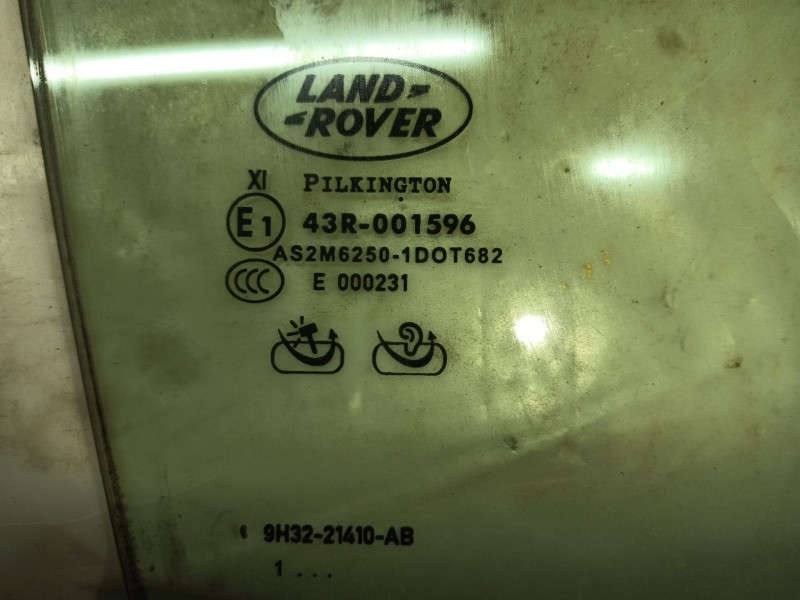 LAND
ROVER
XI PILKINGTON
E1 43R-001596
AS2M6250-1DOT682
CCC E 000231
9H32-21410-AB
1 . . .